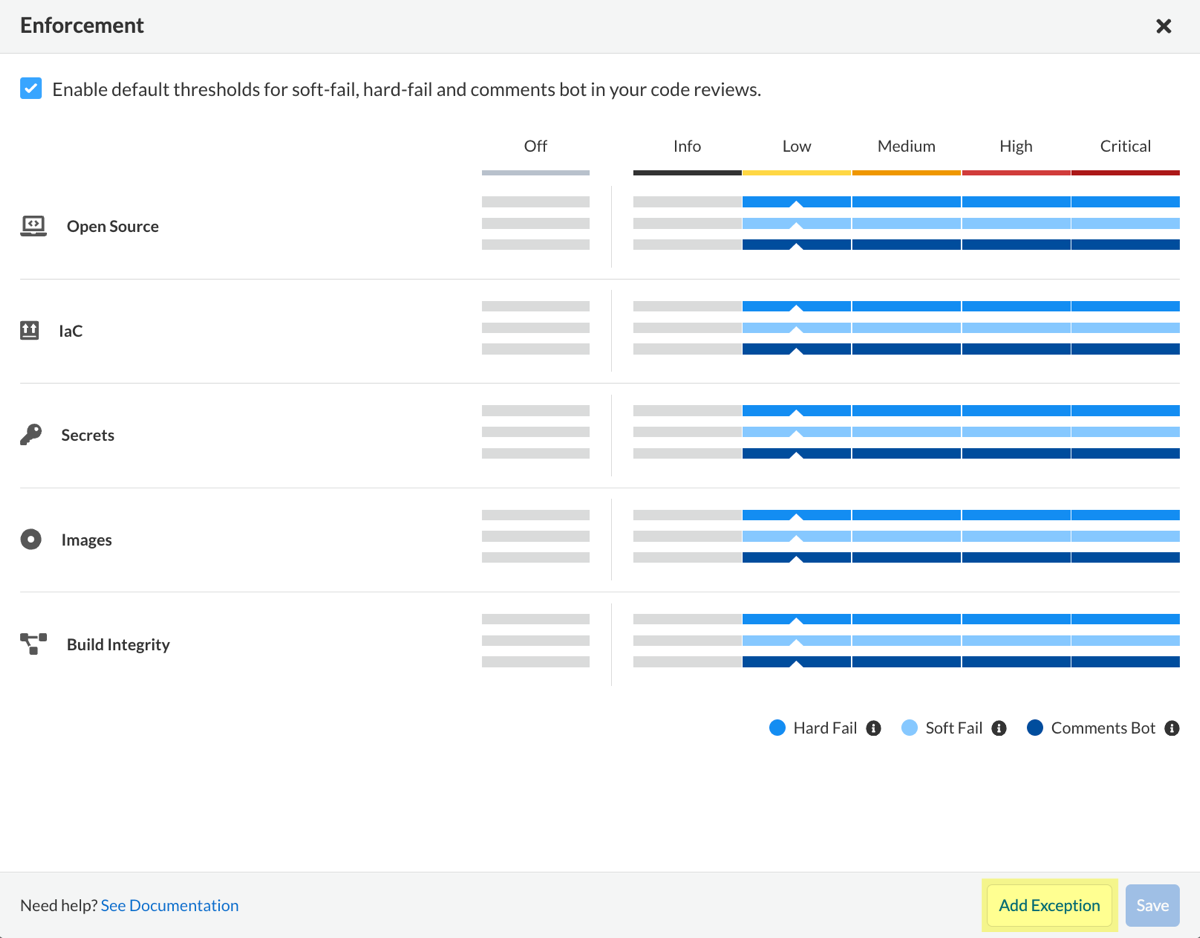 Enforcement
Enable default thresholds for soft-fail, hard-fail and comments bot in your code reviews.
Off Info Low Medium High Critical
Open Source
IaC
Secrets
Images
Build Integrity
Hard Fail Soft Fail Comments Bot
Need help? See Documentation Add Exception Save